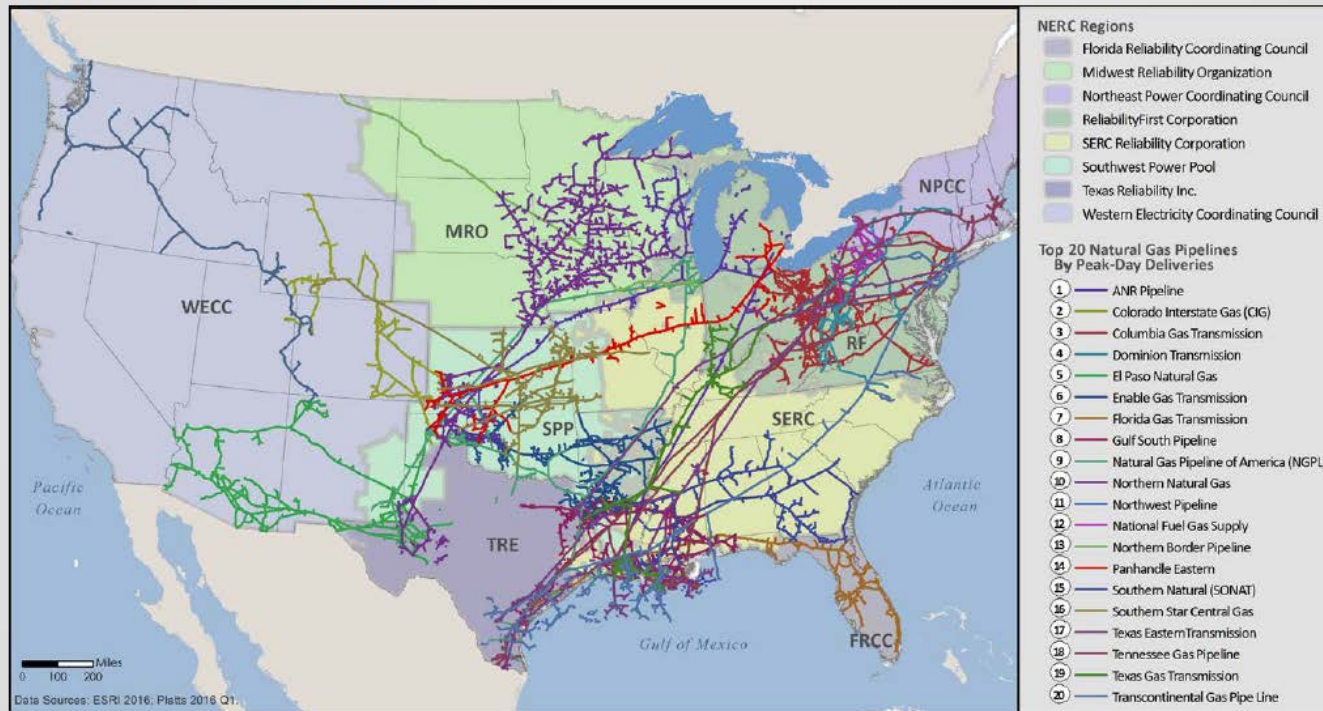 NERC Regions
Florida Reliability Coordinating Council
Midwest Reliability Organization
Northeast Power Coordinating Council
ReliabilityFirst Corporation
SERC Reliability Corporation
Southwest Power Pool
Texas Reliability Inc.
Western Electricity Coordinating Council
Top 20 Natural Gas Pipelines
By Peak-Day Deliveries
1 ANR Pipeline
2 Colorado Interstate Gas (CIG)
3 Columbia Gas Transmission
4 Dominion Transmission
5 El Paso Natural Gas
6 Enable Gas Transmission
7 Florida Gas Transmission
8 Gulf South Pipeline
9 Natural Gas Pipeline of America (NGPL
10 Northern Natural Gas
11 Northwest Pipeline
12 National Fuel Gas Supply
13 Northern Border Pipeline
14 Panhandle Eastern
15 Southern Natural (SONAT)
16 Southern Star Central Gas
17 Texas EasternTransmission
18 Tennessee Gas Pipeline
19 Texas Gas Transmission
20 Transcontinental Gas Pipe Line
NPCC
MRO
WECC
RF
SERC
SPP
Pacific
Ocean
Atlantic
Ocean
TRE
Gulf of Mexico
FRCC
Miles
0 100 200
Data Sources: ESRI 2016; Platts 2016 Q1.